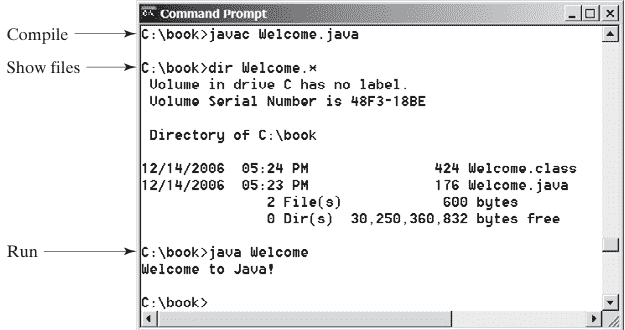 Command Prompt
Compile C:\book>javac Welcome.java
Show files C:\book>dir Welcome.*
Volume in drive C has no label.
Volume Serial Number is 48F3-18BE
Directory of C:\book
12/14/2006 05:24 PM 424 Welcome.class
12/14/2006 05:23 PM 176 Welcome.java
2 File(s) 600 bytes
0 Dir(s) 30,250,360,832 bytes free
Run C:\book>java Welcome
Welcome to Java!
C:\book>